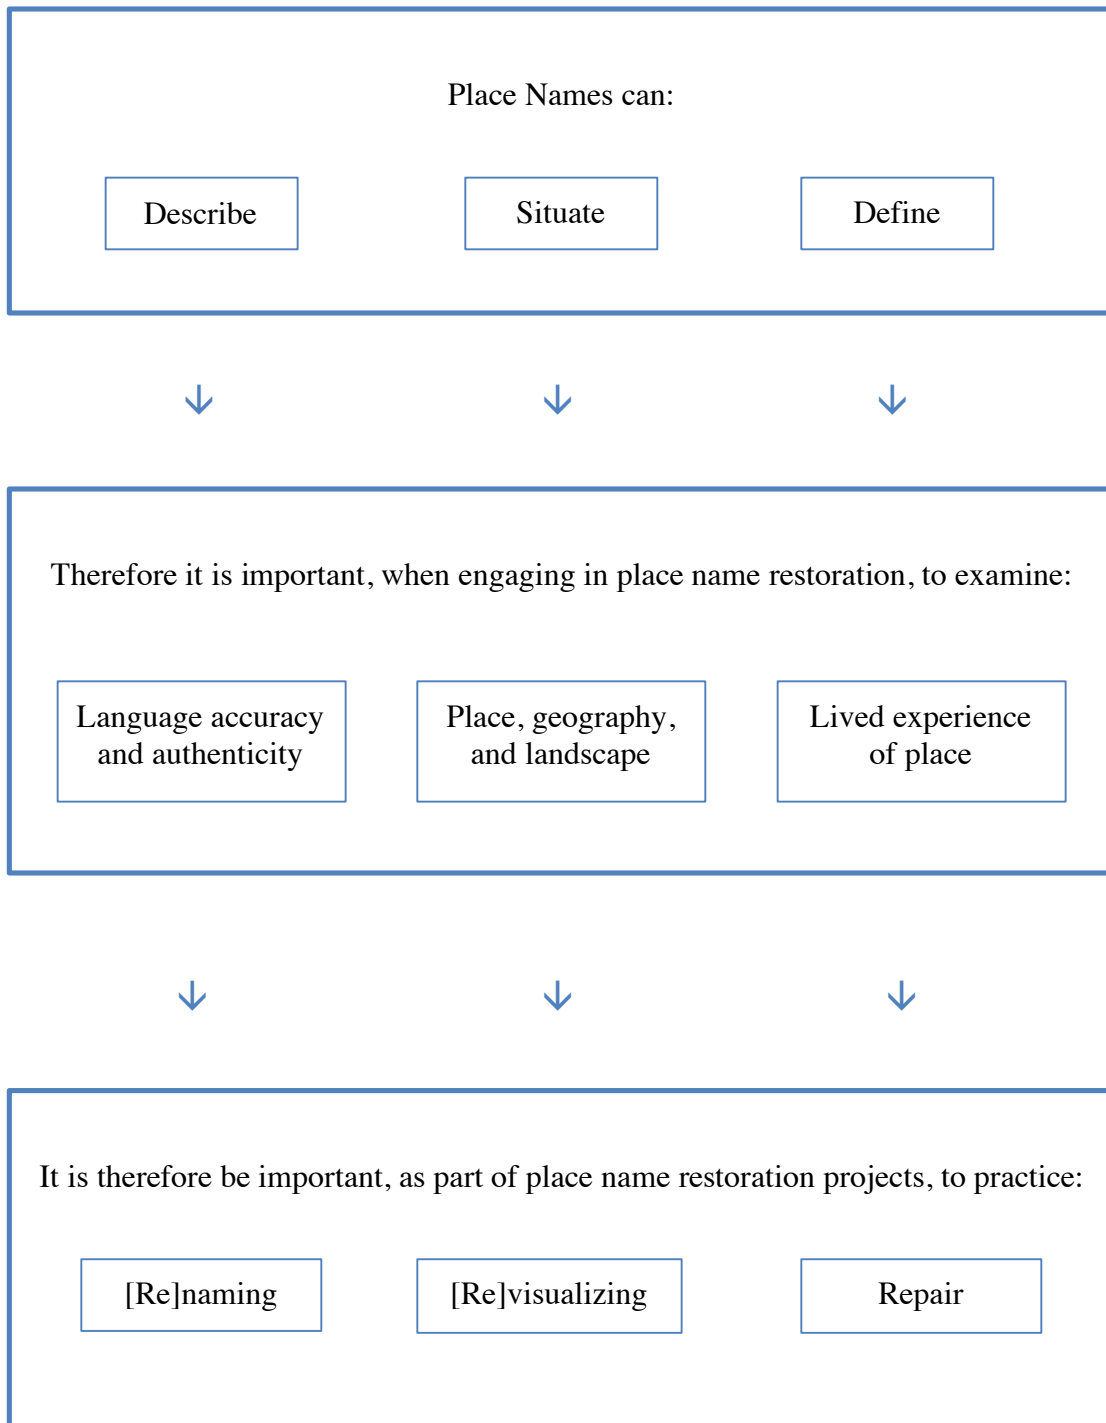 Place Names can:
Describe
Situate
Define
Therefore it is important, when engaging in place name restoration, to examine:
Language accuracy
and authenticity
Place, geography,
and landscape
Lived experience
of place
It is therefore be important, as part of place name restoration projects, to practice:
[Re]naming
[Re]visualizing
Repair